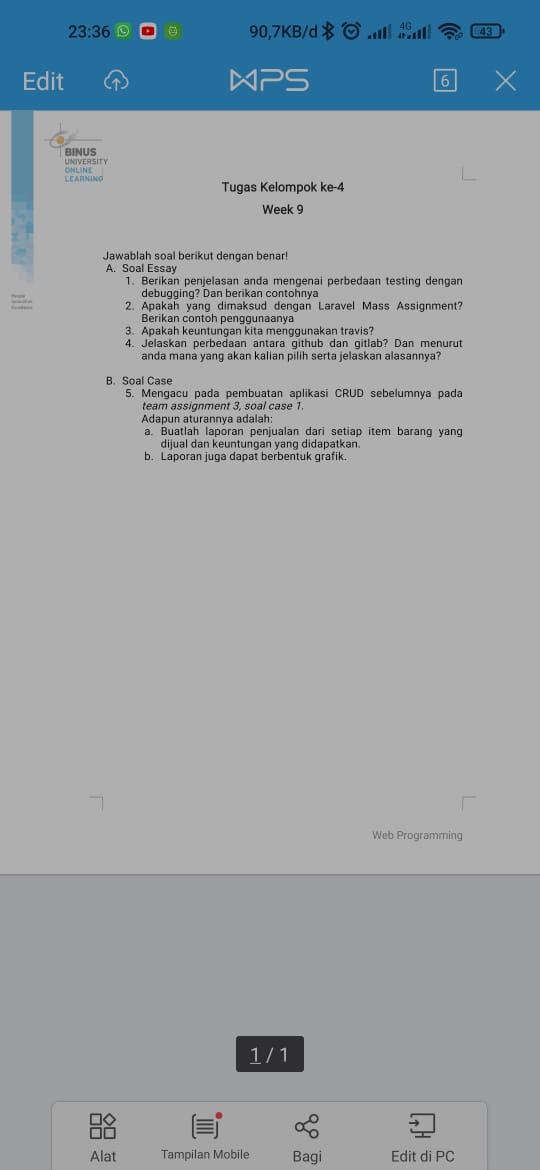 23:36
90,7KB/d
4G
43
Edit
WPS
6
BINUS
UNIVERSITY
ONLINE
LEARNING
Tugas Kelompok ke-4
Week 9
Jawablah soal berikut dengan benar!
A. Soal Essay
1. Berikan penjelasan anda mengenai perbedaan testing dengan
debugging? Dan berikan contohnya
2. Apakah yang dimaksud dengan Laravel Mass Assignment?
Berikan contoh penggunaanya
3. Apakah keuntungan kita menggunakan travis?
4. Jelaskan perbedaan antara github dan gitlab? Dan menurut
anda mana yang akan kalian pilih serta jelaskan alasannya?
B. Soal Case
5. Mengacu pada pembuatan aplikasi CRUD sebelumnya pada
team assignment 3, soal case 1.
Adapun aturannya adalah:
a. Buatlah laporan penjualan dari setiap item barang yang
dijual dan keuntungan yang didapatkan.
b. Laporan juga dapat berbentuk grafik.
Web Programming
1 / 1
Alat
Tampilan Mobile
Bagi
Edit di PC